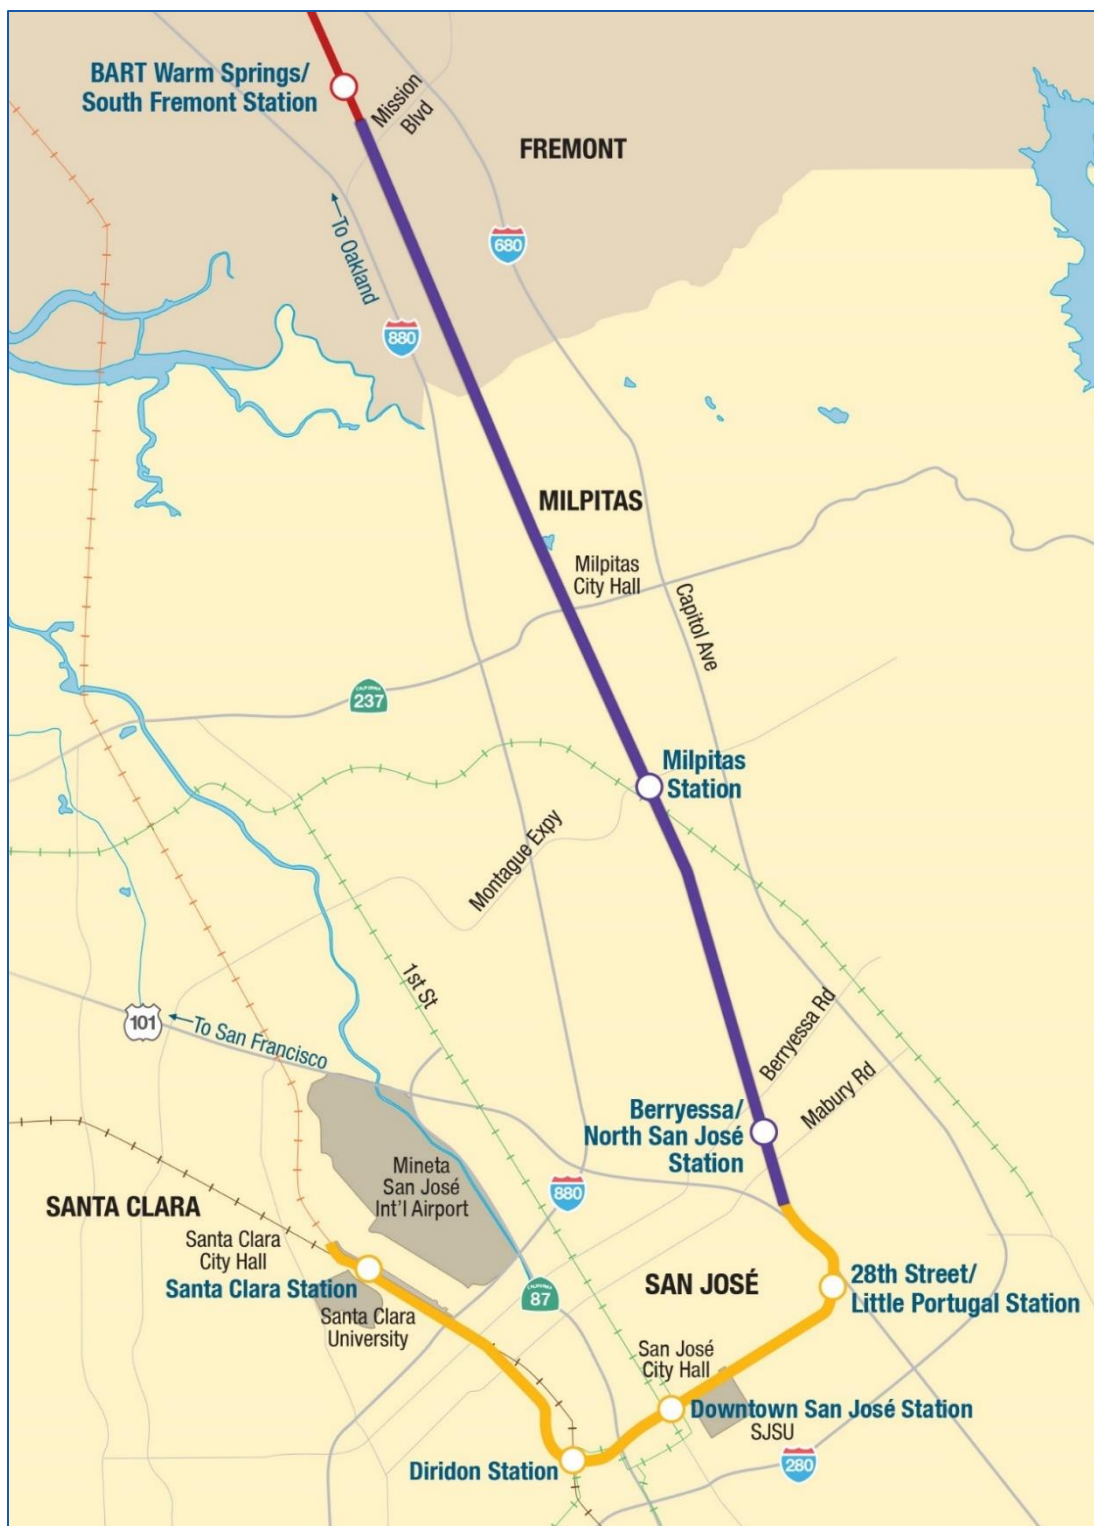 BART Warm Springs/
South Fremont Station
Mission
Blvd
FREMONT
To Oakland
680
880
MILPITAS
Milpitas
City Hall
Capitol Ave
CALIFORNIA
237
Milpitas
Station
Montague Expy
1st St
101
To San Francisco
Berryessa Rd
Mabury Rd
Berryessa/
North San José
Station
Mineta
San José
Int'l Airport
880
SANTA CLARA
Santa Clara
City Hall
Santa Clara Station
Santa Clara
University
CALIFORNIA
87
SAN JOSÉ
28th Street/
Little Portugal Station
San José
City Hall
Downtown San José Station
SJSU
Diridon Station
280